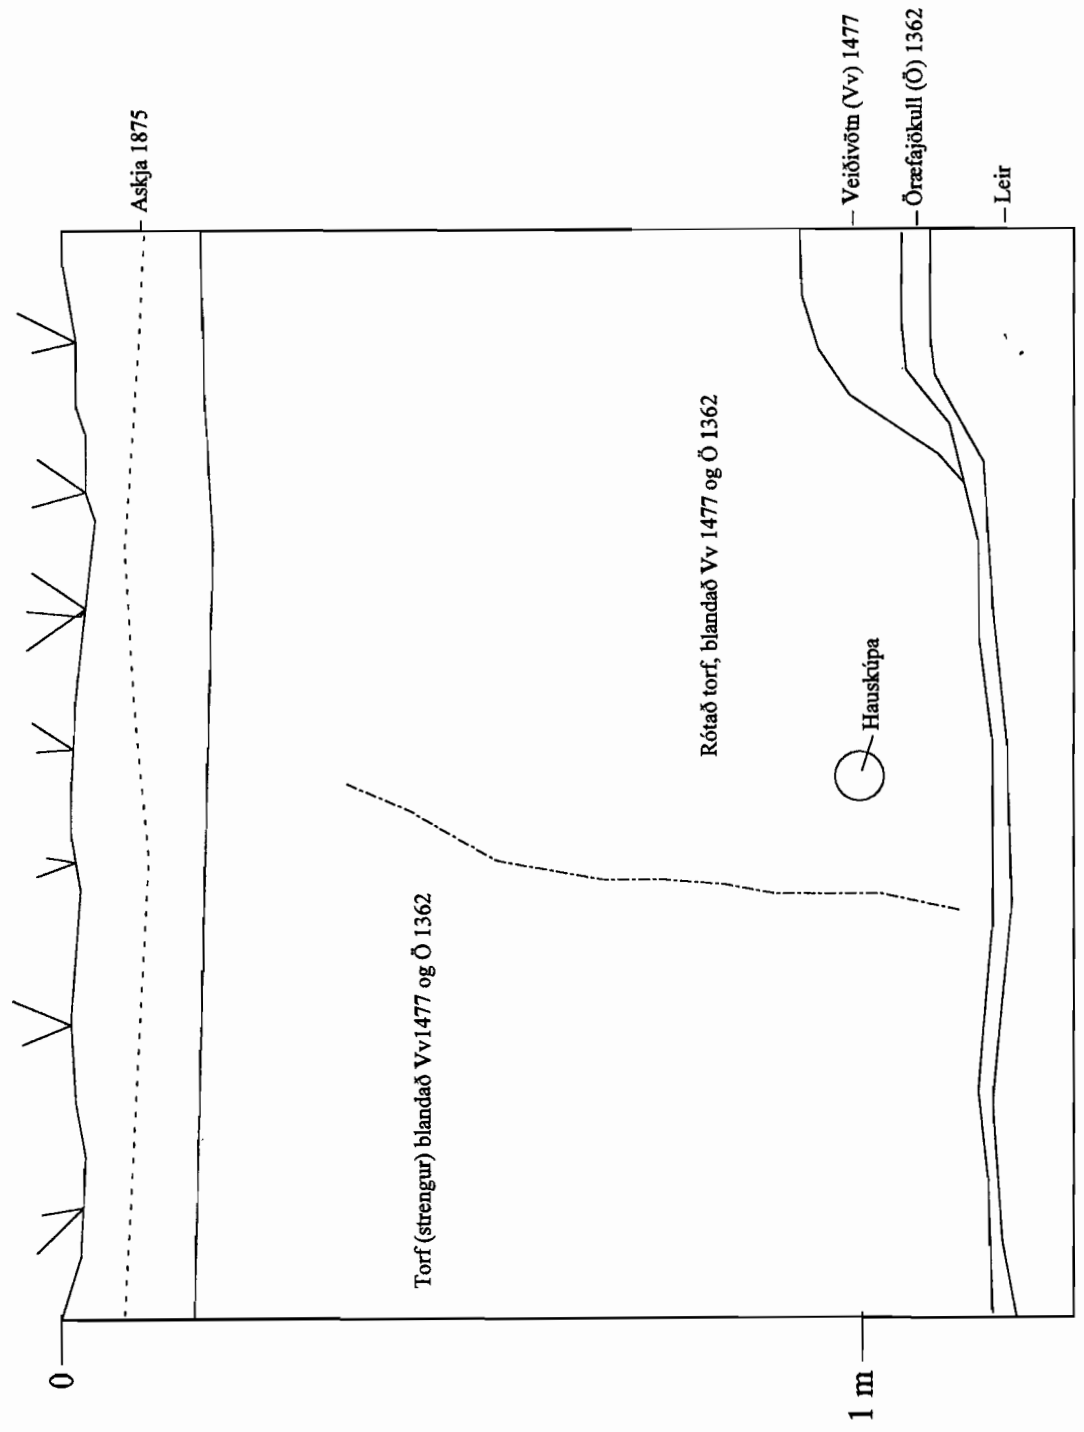 0
Askja 1875
Torf (strengur) blandað Vv1477 og Ö 1362
Rótað torf, blandað Vv 1477 og Ö 1362
Hauskúpa
1 m
Veiðivötn (Vv) 1477
Öræfajökull (Ö) 1362
Leir